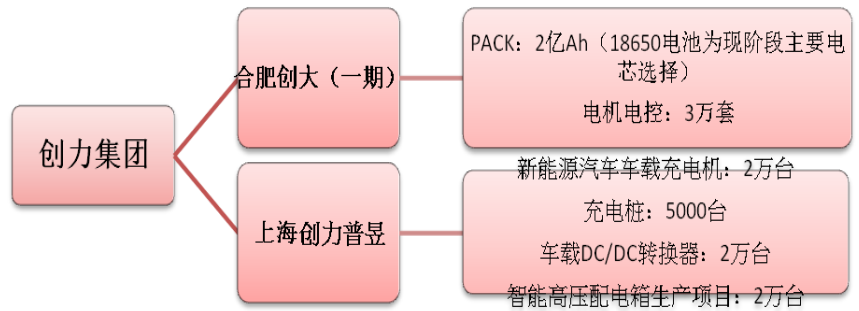 创力集团
合肥创大（一期）
PACK：2亿Ah（18650电池为现阶段主要电
芯选择）
电机电控：3万套
上海创力普昱
新能源汽车车载充电机：2万台
充电桩：5000台
车载DC/DC转换器：2万台
智能高压配电箱生产项目：2万台